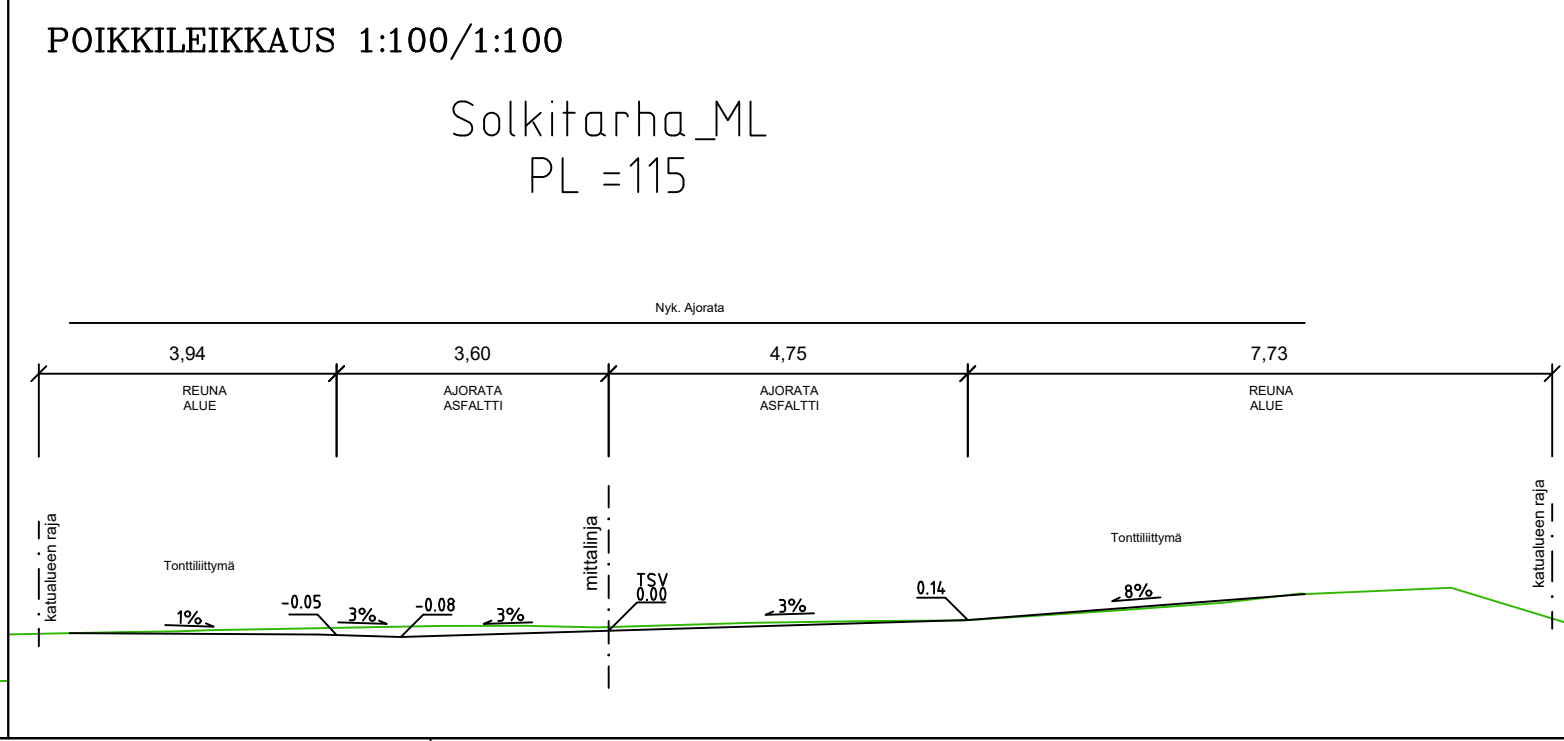 POIKKILEIKKAUS 1:100/1:100
Solkitarha_ML
PL =115
Nyk. Ajorata
3,94
3,60
4,75
7,73
REUNA
ALUE
AJORATA
ASFALTTI
AJORATA
ASFALTTI
REUNA
ALUE
katualueen raja
Tonttiliittymä
1%
-0.05
3%
-0.08
3%
mittalinja
TSV
0.00
3%
0.14
Tonttiliittymä
8%
katualueen raja